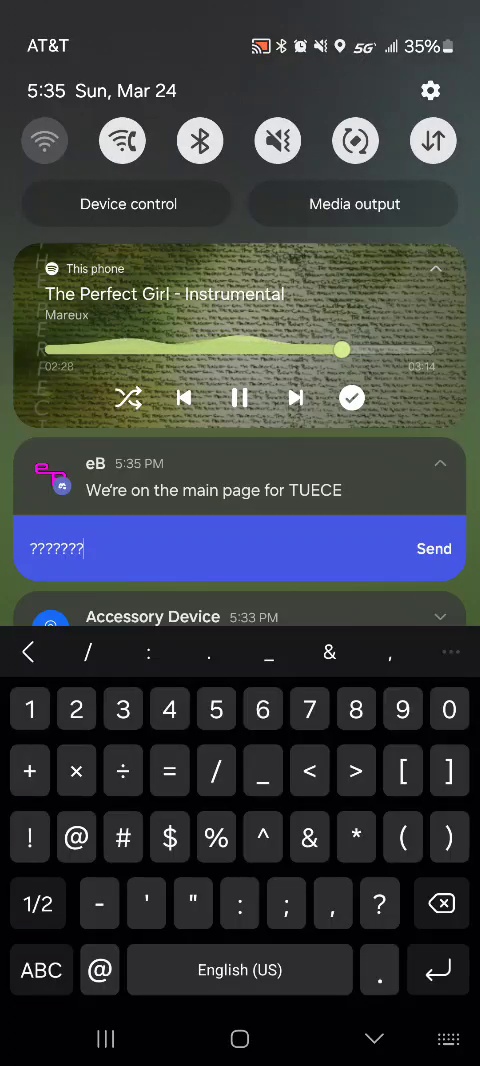 AT&T 5G 35%
5:35 Sun, Mar 24
Device control Media output
This phone
The Perfect Girl - Instrumental
Mareux
02:28 03:14
eB 5:35 PM
We're on the main page for TUECE
??????? Send
Accessory Device 5:33 PM
/ : . _ & ,
1 2 3 4 5 6 7 8 9 0
+ × ÷ = / _ < > [ ]
! @ # $ % ^ & * ( )
1/2 - ' " : ; , ?
ABC @ English (US) .